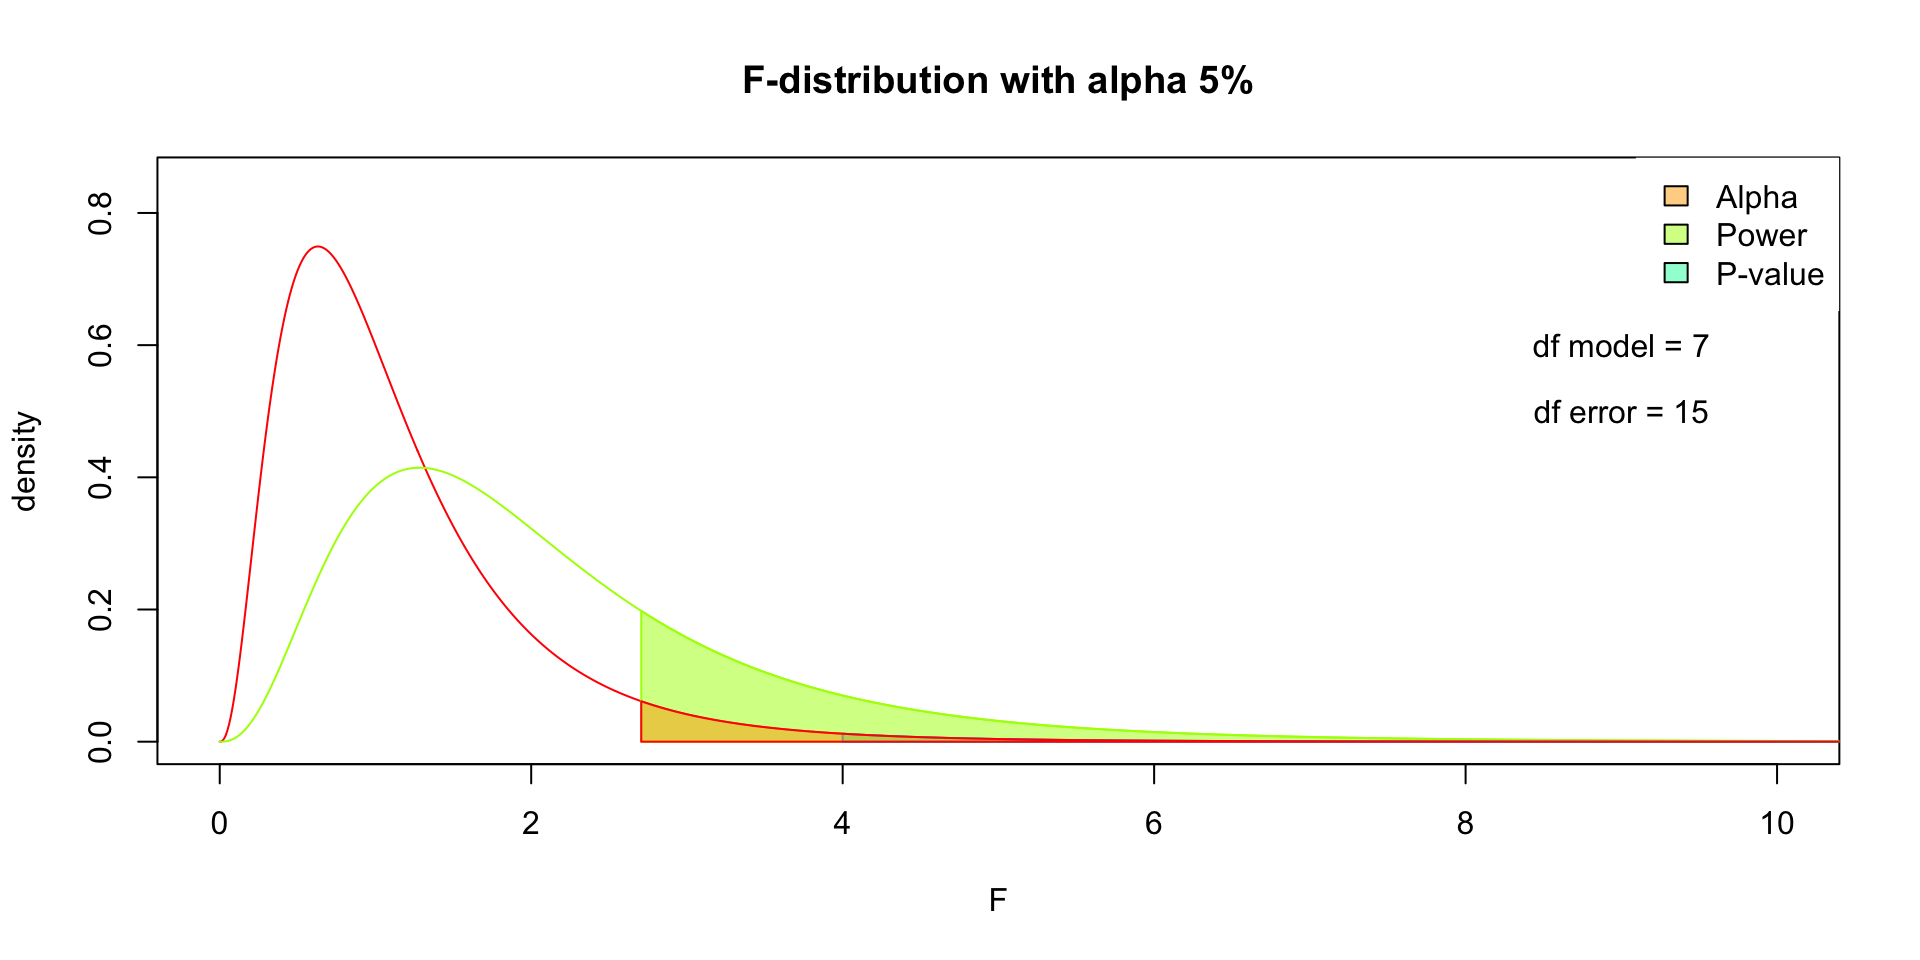 F-distribution with alpha 5%
Alpha
Power
P-value
df model = 7
df error = 15
density
0.8
0.6
0.4
0.2
0.0
0 2 4 6 8 10
F